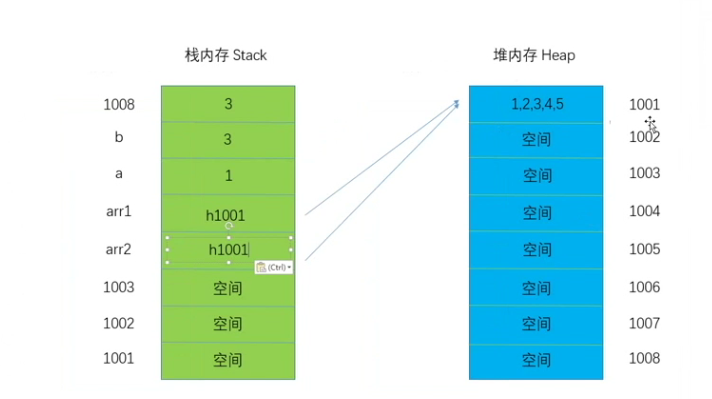 栈内存 Stack
堆内存 Heap
1008 3 1,2,3,4,5 1001
b 3 空间 1002
a 1 空间 1003
arr1 h1001 空间 1004
arr2 h1001 空间 1005
(Ctrl)
1003 空间 空间 1006
1002 空间 空间 1007
1001 空间 空间 1008